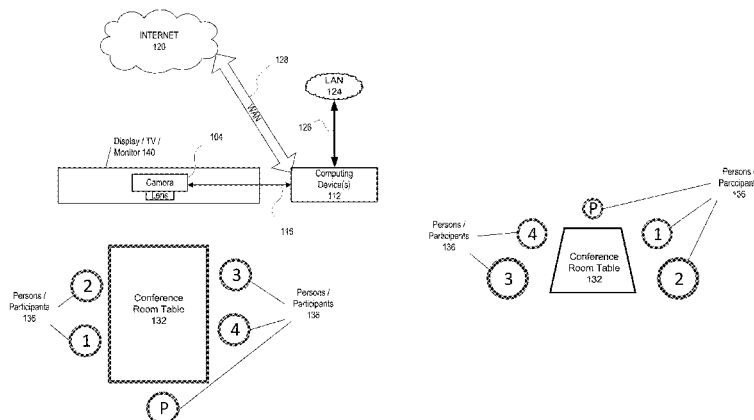 INTERNET
120
128
LAN
124
WAN
126
104
Display / TV /
Monitor 140
Camera
Lens
Computing
Device(s)
112
116
2
3
Persons /
Participants
136
Conference
Room Table
132
Persons /
Participants
138
1
4
P
Persons /
Participants
136
P
Persons /
Participants
136
4
1
Conference
Room Table
132
3
2